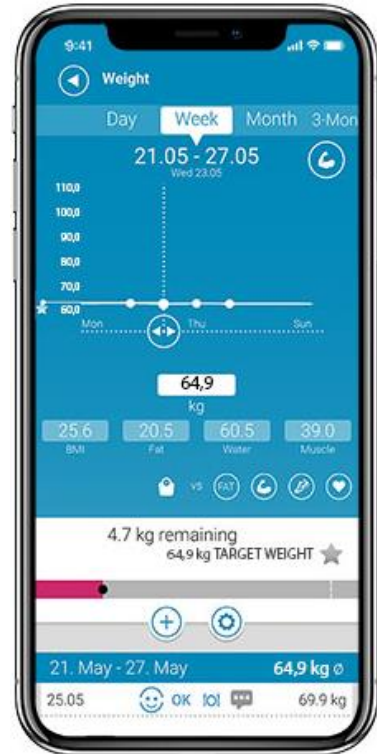 9:41
Weight
Day Week Month 3-Mon
21.05 - 27.05
Wed 23.05
110,0
100,0
90,0
80,0
70,0
60,0
Mon Thu Sun
64,9
kg
25.6 20.5 60.5 39.0
BMI Fat Water Muscle
vs FAT
4.7 kg remaining
64,9 kg TARGET WEIGHT
21. May - 27. May 64,9 kg ø
25.05 OK 69.9 kg